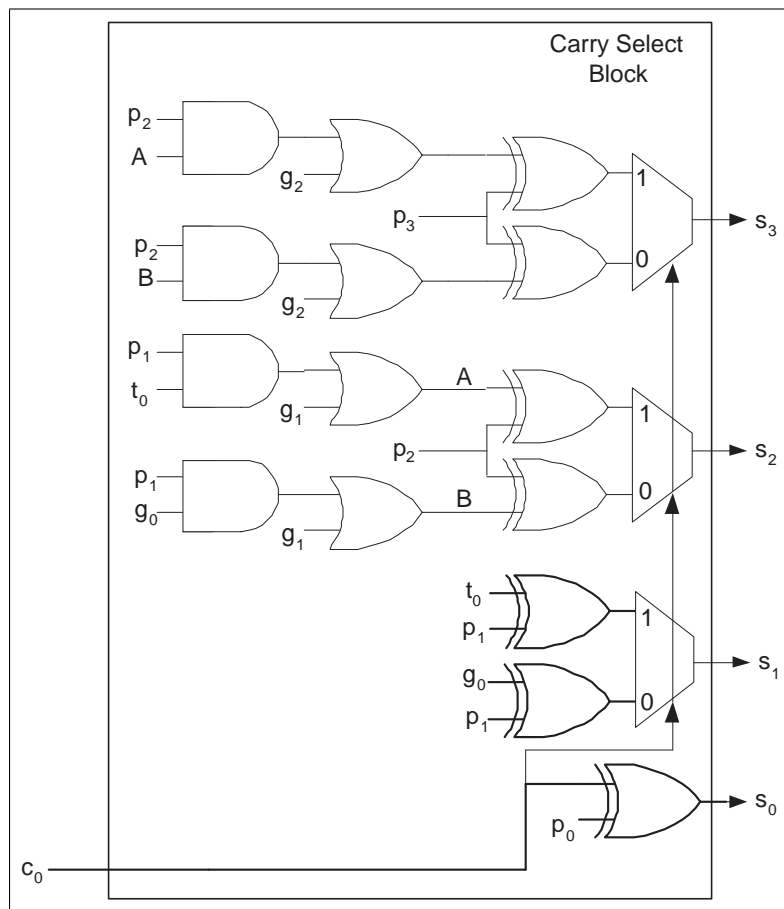 Carry Select
Block
p₂
A
g₂
p₃
1
s₃
p₂
B
g₂
0
p₁
t₀
g₁
A
p₂
1
s₂
p₁
g₀
g₁
B
0
t₀
p₁
1
s₁
g₀
p₁
0
s₀
p₀
c₀